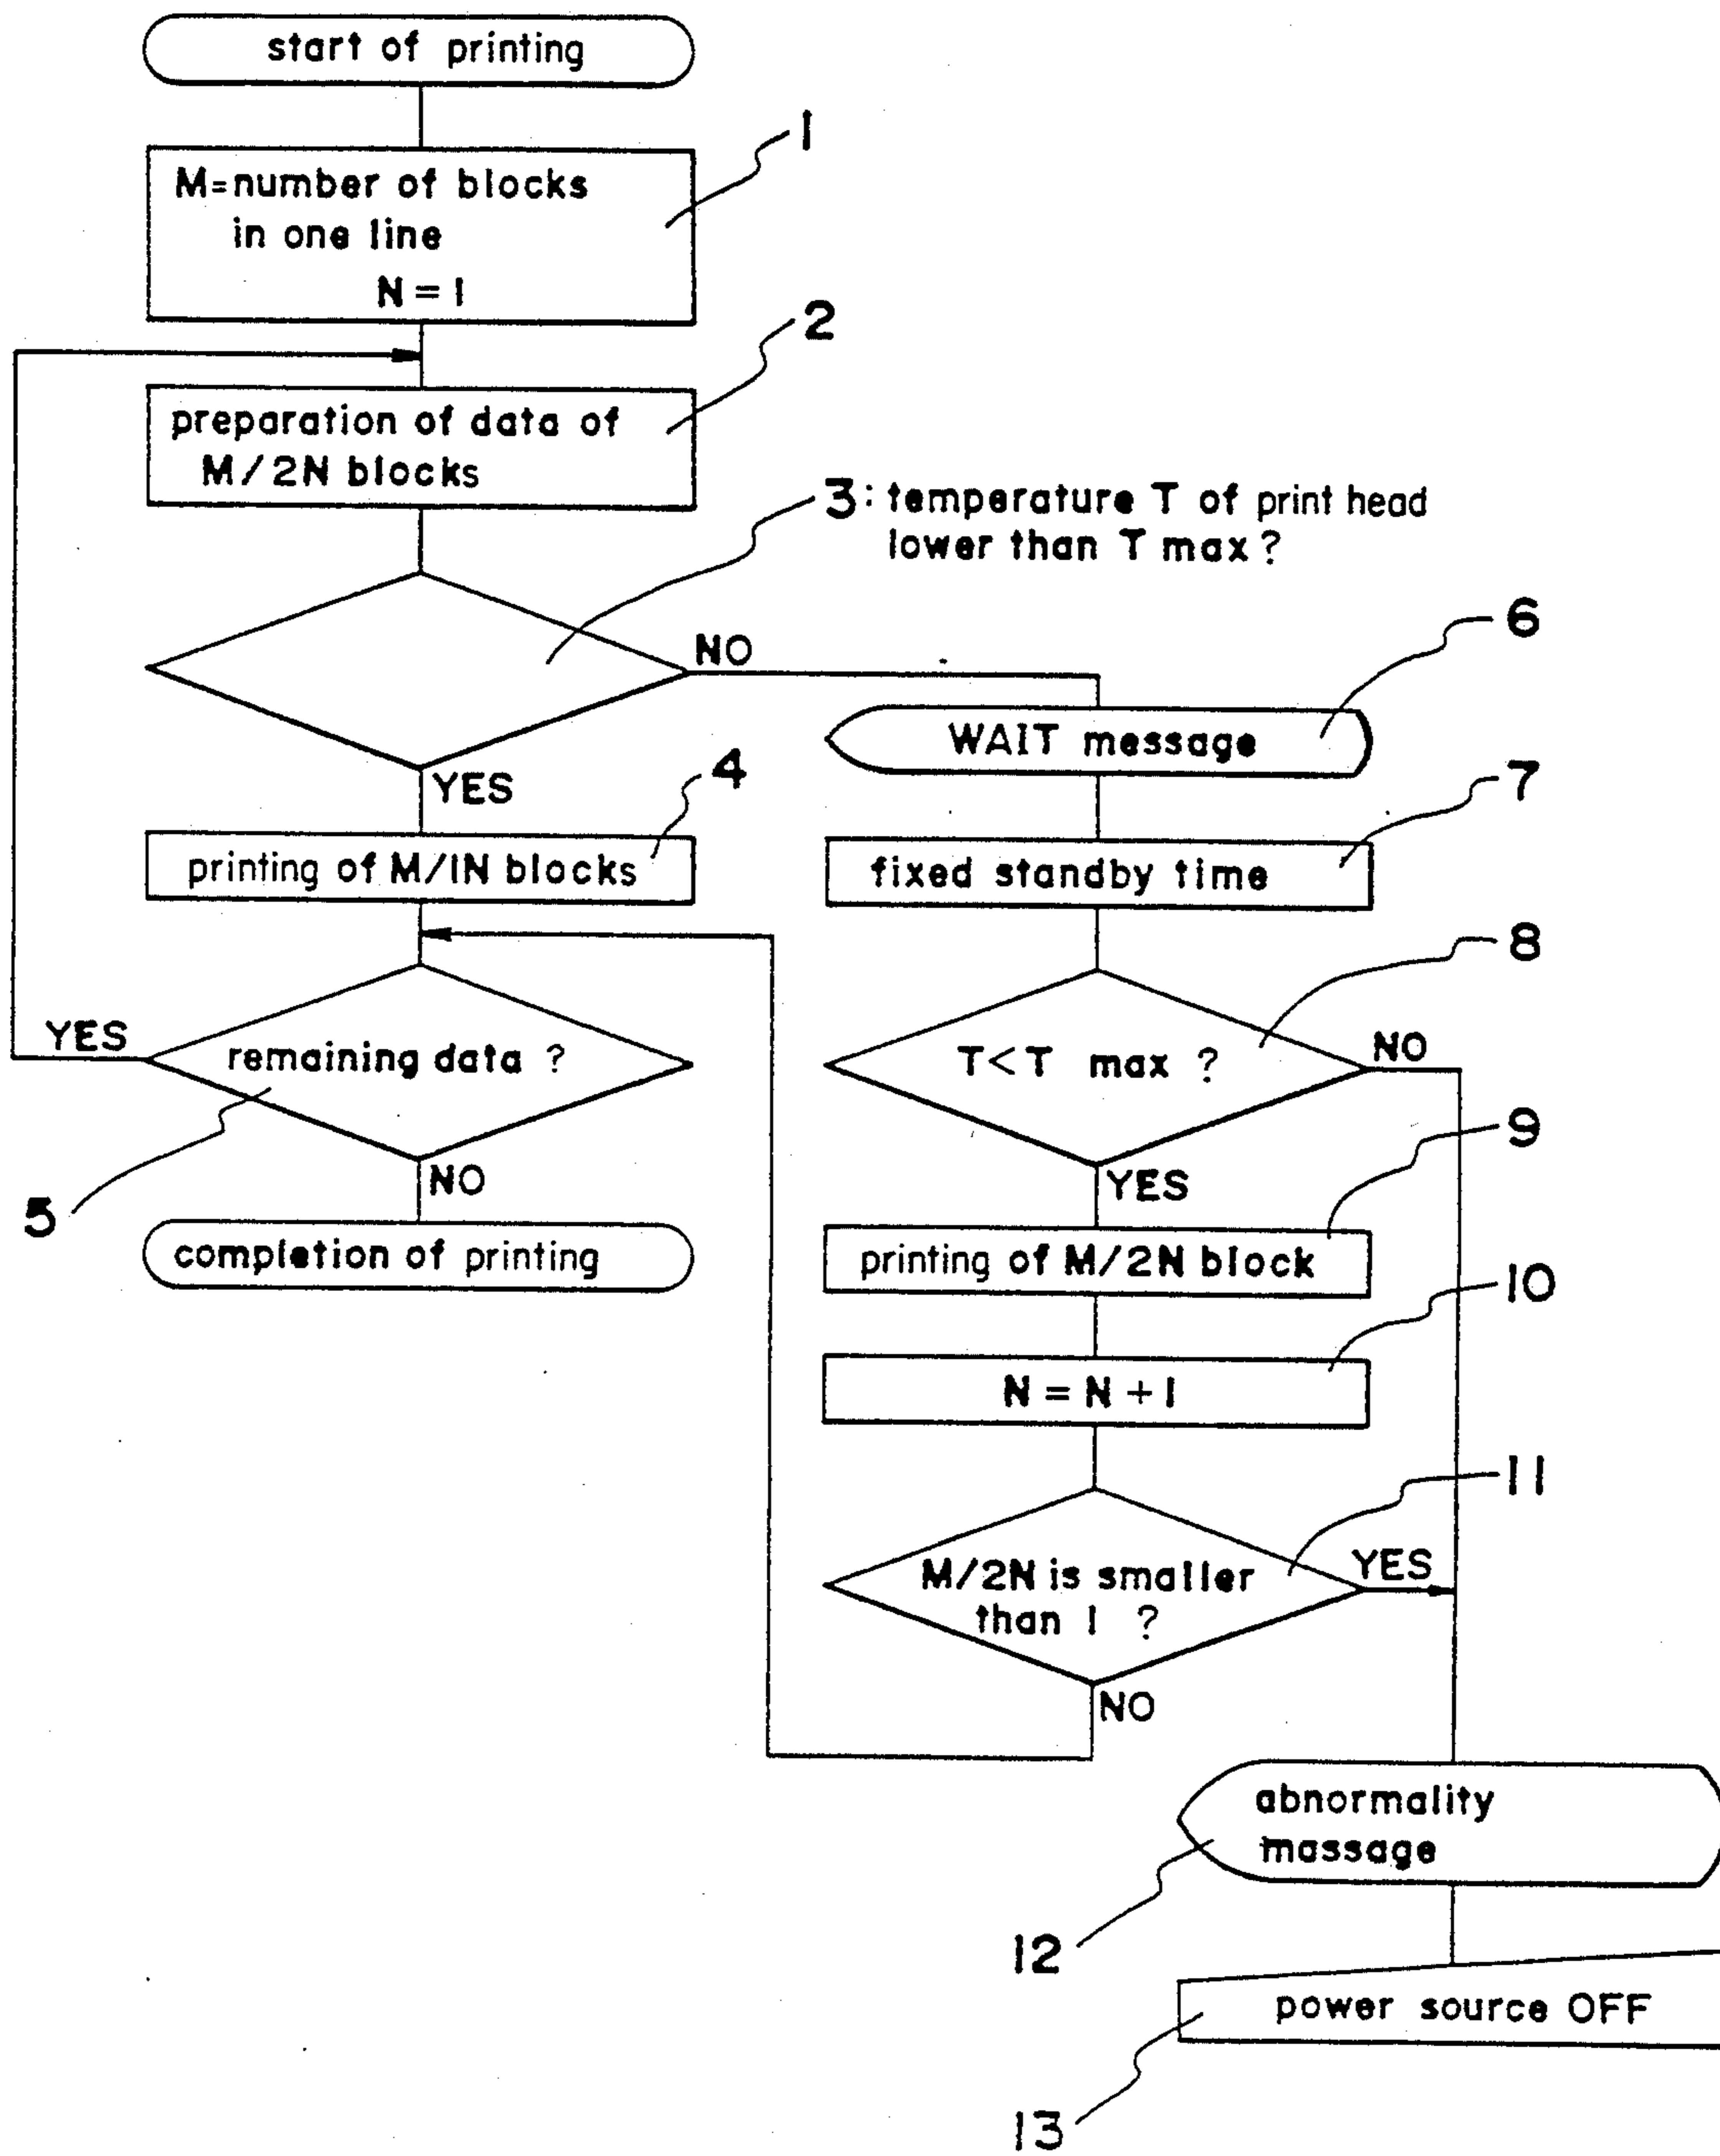 start of printing
1
M=number of blocks
in one line
N = 1
2
preparation of data of
M/2N blocks
3: temperature T of print head
lower than T max?
NO
6
WAIT message
YES
4
7
printing of M/1N blocks
fixed standby time
8
YES
remaining data ?
T<T max ?
NO
9
5
NO
YES
completion of printing
printing of M/2N block
10
N = N + 1
11
M/2N is smaller
than 1 ?
YES
NO
abnormality
massage
12
power source OFF
13